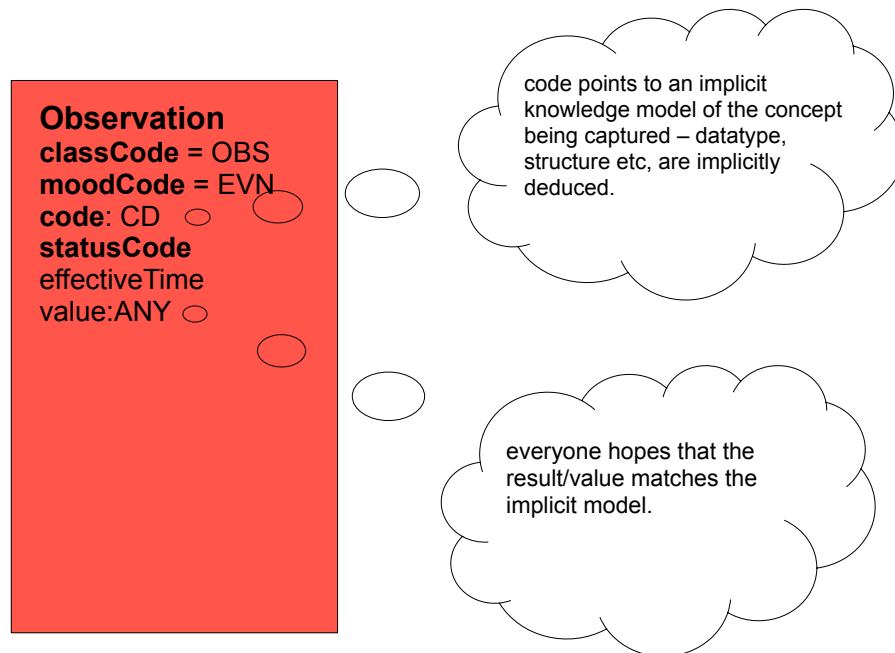 Observation
classCode = OBS
moodCode = EVN
code: CD
statusCode
effectiveTime
value:ANY
code points to an implicit
knowledge model of the concept
being captured – datatype,
structure etc, are implicitly
deduced.
everyone hopes that the
result/value matches the
implicit model.